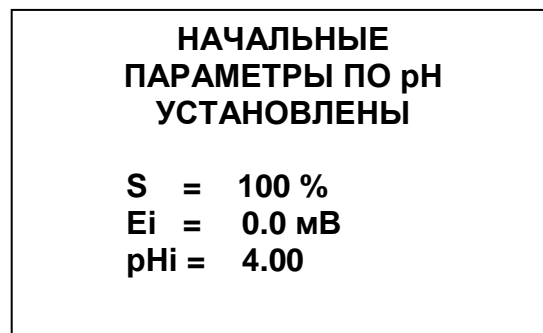 НАЧАЛЬНЫЕ
ПАРАМЕТРЫ ПО pH
УСТАНОВЛЕНЫ
S = 100 %
Ei = 0.0 мВ
pHi = 4.00